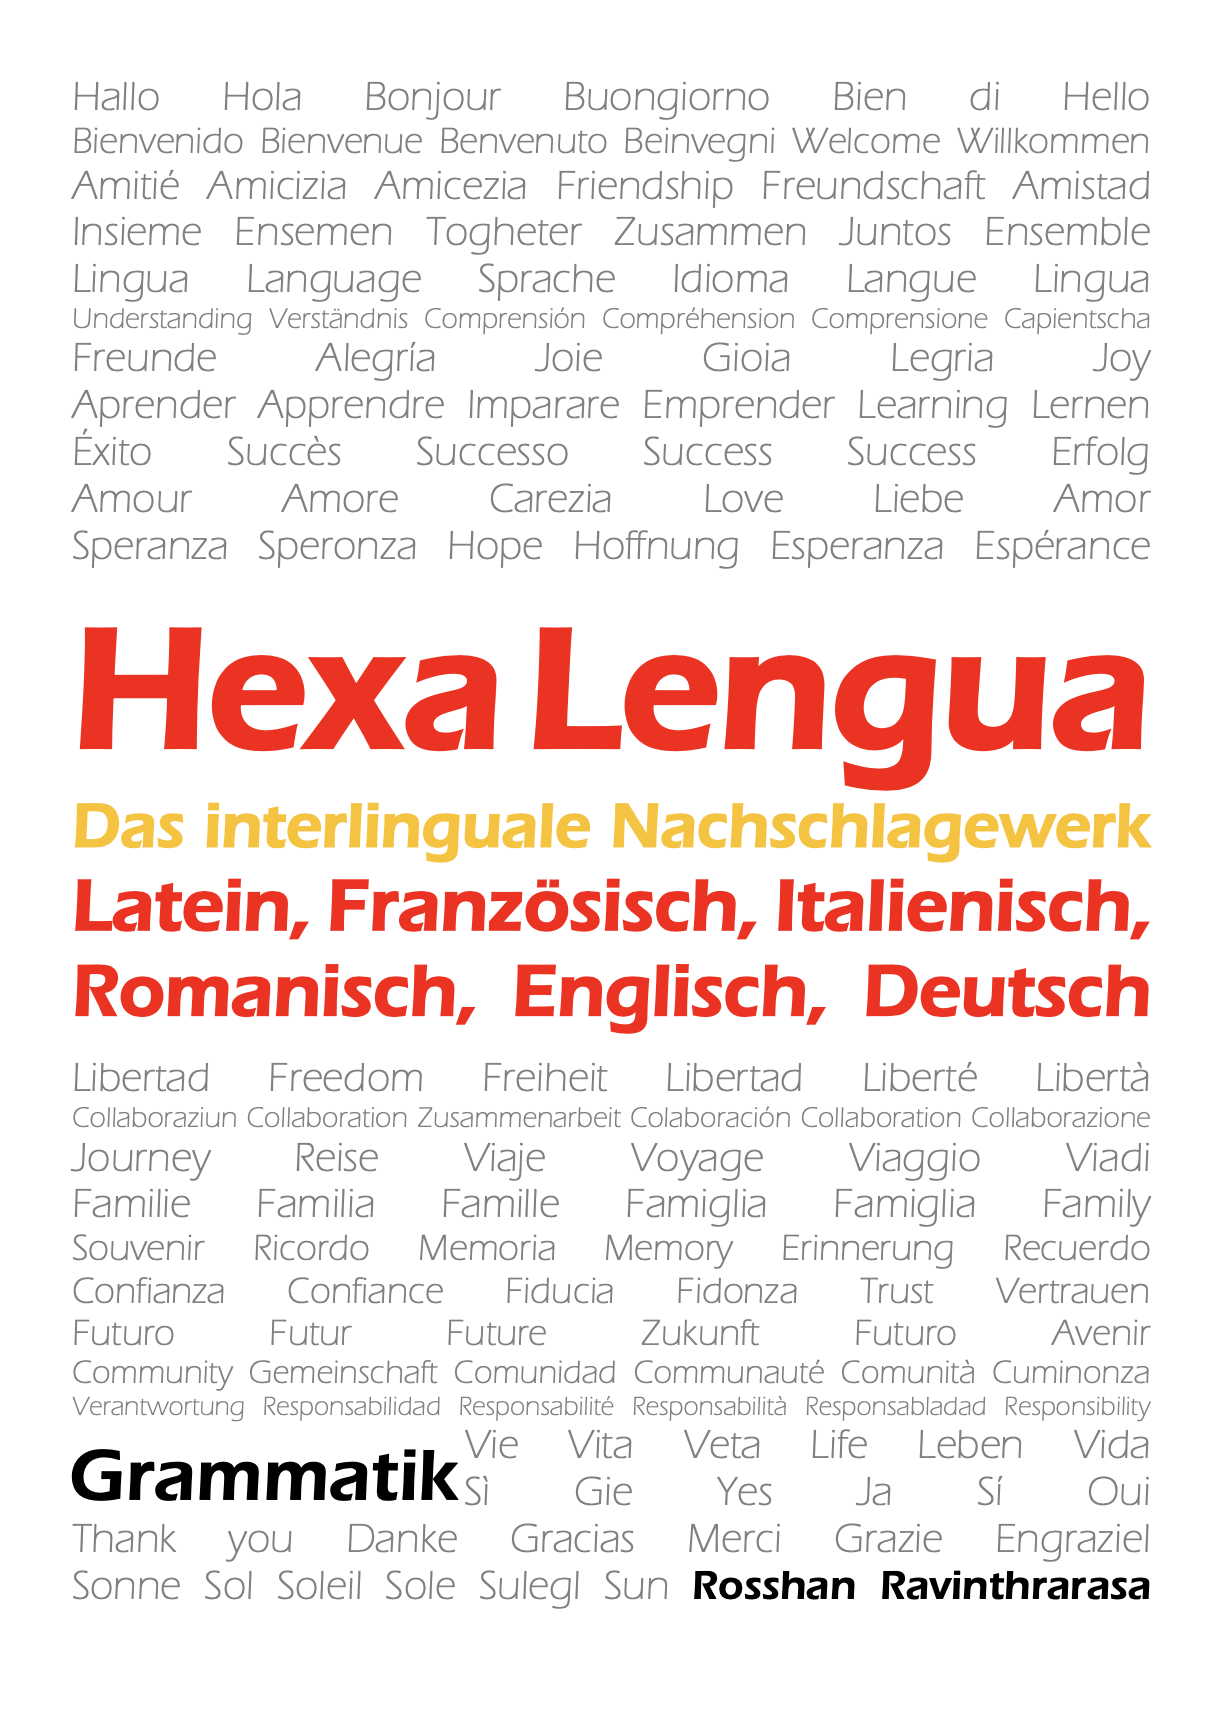 Hallo Hola Bonjour Buongiorno Bien di Hello
Bienvenido Bienvenue Benvenuto Beinvegni Welcome Willkommen
Amitié Amicizia Amicezia Friendship Freundschaft Amistad
Insieme Ensemen Togheter Zusammen Juntos Ensemble
Lingua Language Sprache Idioma Langue Lingua
Understanding Verständnis Comprensión Compréhension Comprensione Capientscha
Freunde Alegría Joie Gioia Legria Joy
Aprender Apprendre Imparare Emprender Learning Lernen
Éxito Succès Successo Success Success Erfolg
Amour Amore Carezia Love Liebe Amor
Speranza Speronza Hope Hoffnung Esperanza Espérance
Hexa Lengua
Das interlinguale Nachschlagewerk
Latein, Französisch, Italienisch,
Romanisch, Englisch, Deutsch
Libertad Freedom Freiheit Libertad Liberté Libertà
Collaboraziun Collaboration Zusammenarbeit Colaboración Collaboration Collaborazione
Journey Reise Viaje Voyage Viaggio Viadi
Familie Familia Famille Famiglia Famiglia Family
Souvenir Ricordo Memoria Memory Erinnerung Recuerdo
Confianza Confiance Fiducia Fidonza Trust Vertrauen
Futuro Futur Future Zukunft Futuro Avenir
Community Gemeinschaft Comunidad Communauté Comunità Cuminonza
Verantwortung Responsabilidad Responsabilité Responsabilità Responsabladad Responsibility
Vie Vita Veta Life Leben Vida
Grammatik
Sì Gie Yes Ja Sí Oui
Thank you Danke Gracias Merci Grazie Engraziel
Sonne Sol Soleil Sole Sulegl Sun Rosshan Ravinthrarasa